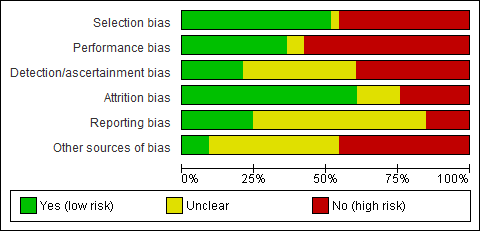 Selection bias
Performance bias
Detection/ascertainment bias
Attrition bias
Reporting bias
Other sources of bias
0% 25% 50% 75% 100%
Yes (low risk) Unclear No (high risk)